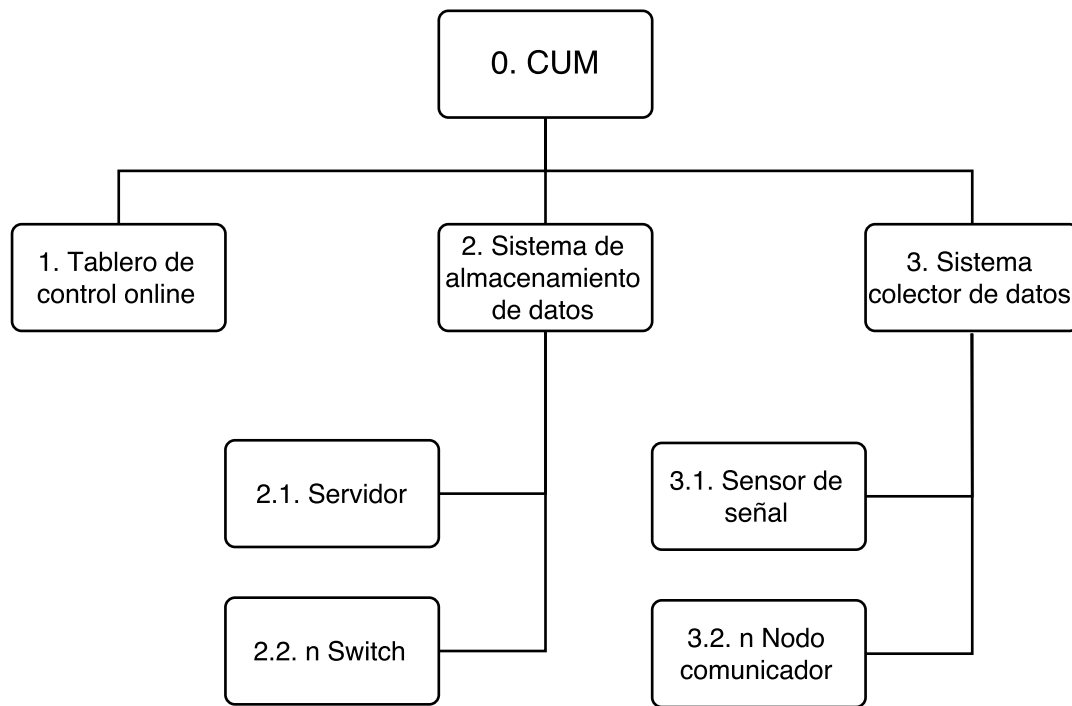 0. CUM
1. Tablero de
control online
2. Sistema de
almacenamiento
de datos
3. Sistema
colector de datos
2.1. Servidor
3.1. Sensor de
señal
2.2. n Switch
3.2. n Nodo
comunicador